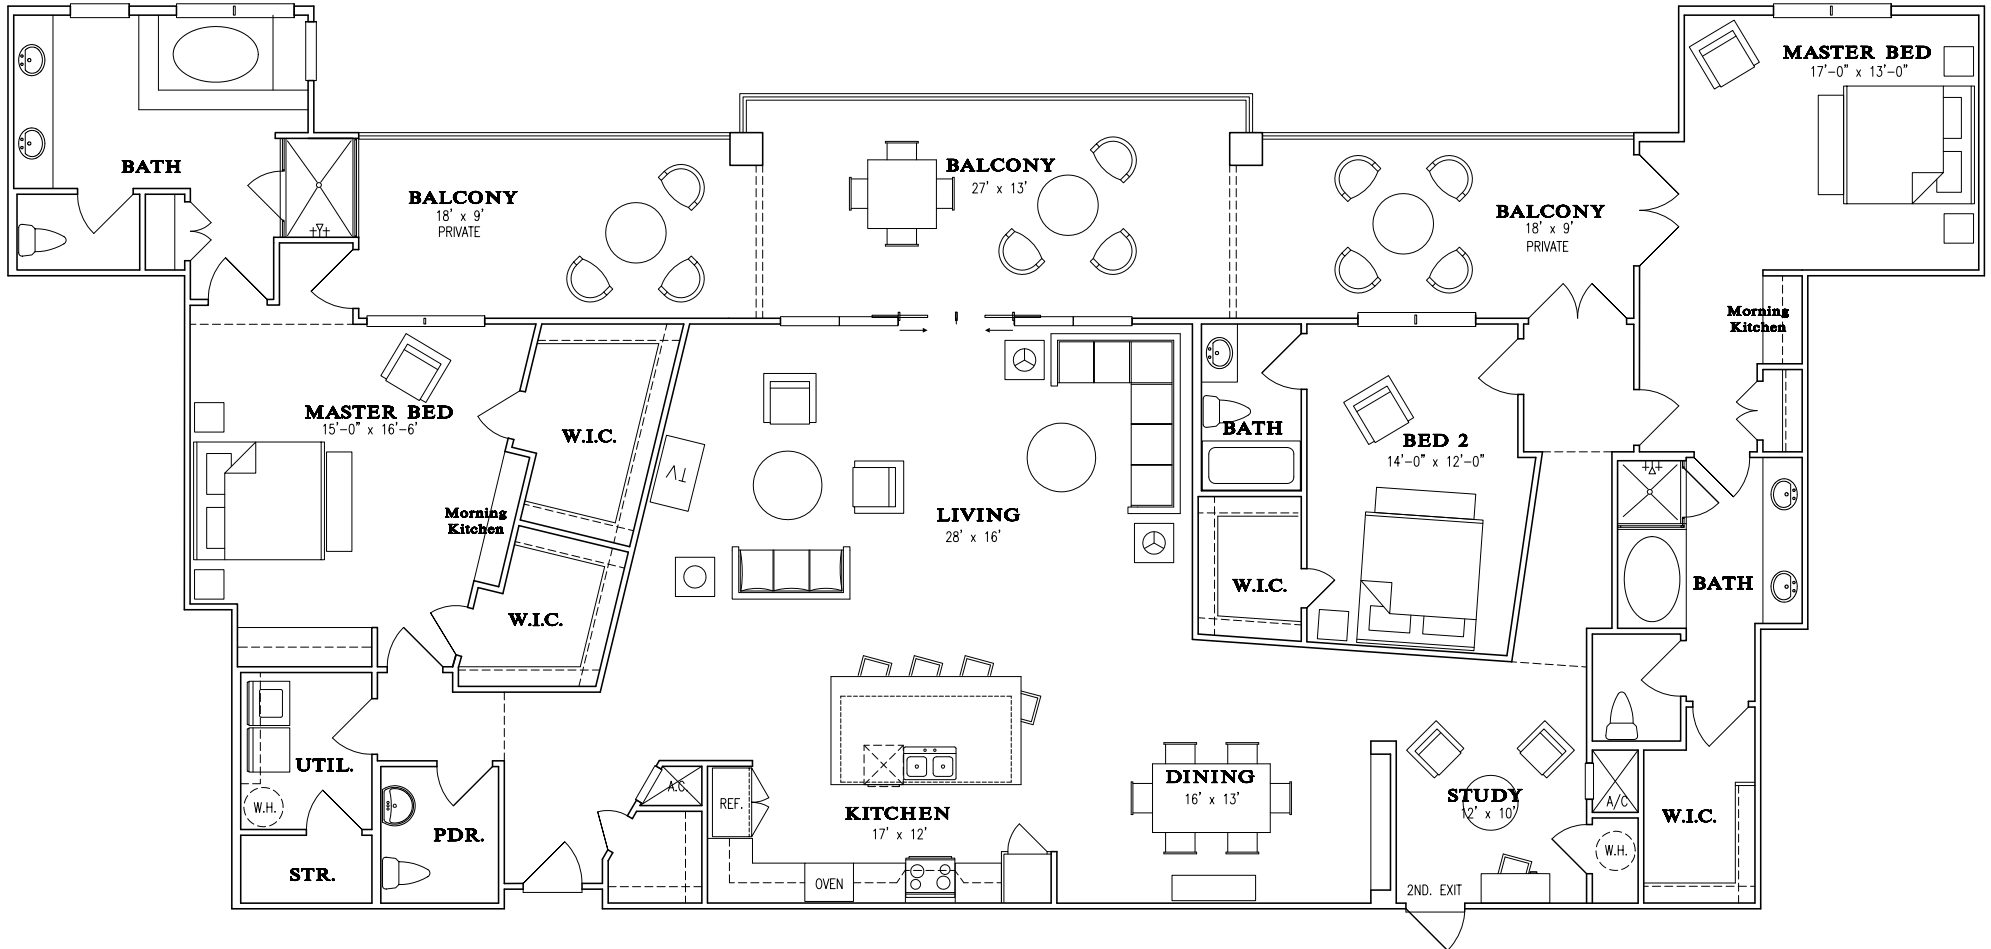 MASTER BED
17'-0" x 13'-0"
BATH
BALCONY
27' x 13'
BALCONY
18' x 9'
PRIVATE
BALCONY
18' x 9'
PRIVATE
Morning
Kitchen
MASTER BED
15'-0" x 16'-6'
W.I.C.
TV
BATH
BED 2
14'-0" x 12'-0"
Morning
Kitchen
LIVING
28' x 16'
W.I.C.
W.I.C.
BATH
UTIL.
W.H.
PDR.
STR.
A.C.
REF.
KITCHEN
17' x 12'
OVEN
DINING
16' x 13'
STUDY
12' x 10'
A/C
W.H.
W.I.C.
2ND. EXIT